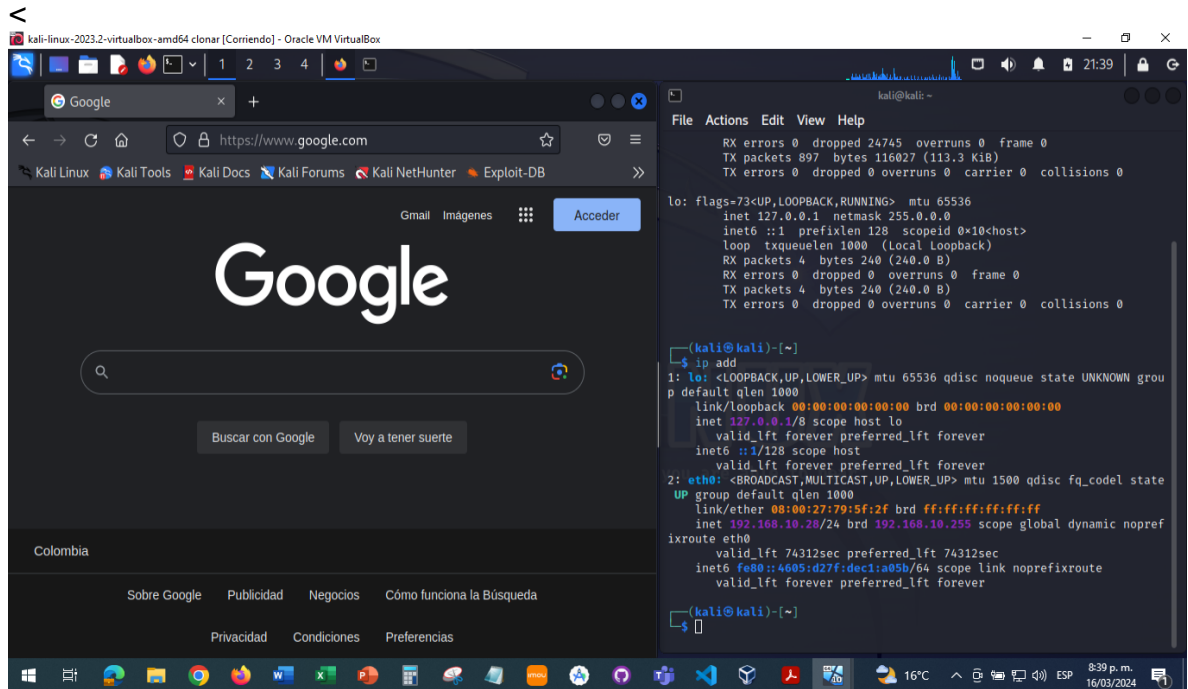 <
kali-linux-2023.2-virtualbox-amd64 clonar [Corriendo] - Oracle VM VirtualBox
1 2 3 4
21:39
Google
https://www.google.com
Kali Linux Kali Tools Kali Docs Kali Forums Kali NetHunter Exploit-DB
Gmail Imágenes Acceder
Google
Buscar con Google Voy a tener suerte
Colombia
Sobre Google Publicidad Negocios Cómo funciona la Búsqueda
Privacidad Condiciones Preferencias
kali@kali: ~
File Actions Edit View Help
RX errors 0 dropped 24745 overruns 0 frame 0
TX packets 897 bytes 116027 (113.3 KiB)
TX errors 0 dropped 0 overruns 0 carrier 0 collisions 0
lo: flags=73<UP,LOOPBACK,RUNNING> mtu 65536
inet 127.0.0.1 netmask 255.0.0.0
inet6 ::1 prefixlen 128 scopeid 0×10<host>
loop txqueuelen 1000 (Local Loopback)
RX packets 4 bytes 240 (240.0 B)
RX errors 0 dropped 0 overruns 0 frame 0
TX packets 4 bytes 240 (240.0 B)
TX errors 0 dropped 0 overruns 0 carrier 0 collisions 0
(kali㉿kali)-[~]
$ ip add
1: lo: <LOOPBACK,UP,LOWER_UP> mtu 65536 qdisc noqueue state UNKNOWN grou
p default qlen 1000
link/loopback 00:00:00:00:00:00 brd 00:00:00:00:00:00
inet 127.0.0.1/8 scope host lo
valid_lft forever preferred_lft forever
inet6 ::1/128 scope host
valid_lft forever preferred_lft forever
2: eth0: <BROADCAST,MULTICAST,UP,LOWER_UP> mtu 1500 qdisc fq_codel state
UP group default qlen 1000
link/ether 08:00:27:79:5f:2f brd ff:ff:ff:ff:ff:ff
inet 192.168.10.28/24 brd 192.168.10.255 scope global dynamic nopref
ixroute eth0
valid_lft 74312sec preferred_lft 74312sec
inet6 fe80::4605:d27f:dec1:a05b/64 scope link noprefixroute
valid_lft forever preferred_lft forever
(kali㉿kali)-[~]
$
16°C
ESP
8:39 p. m.
16/03/2024